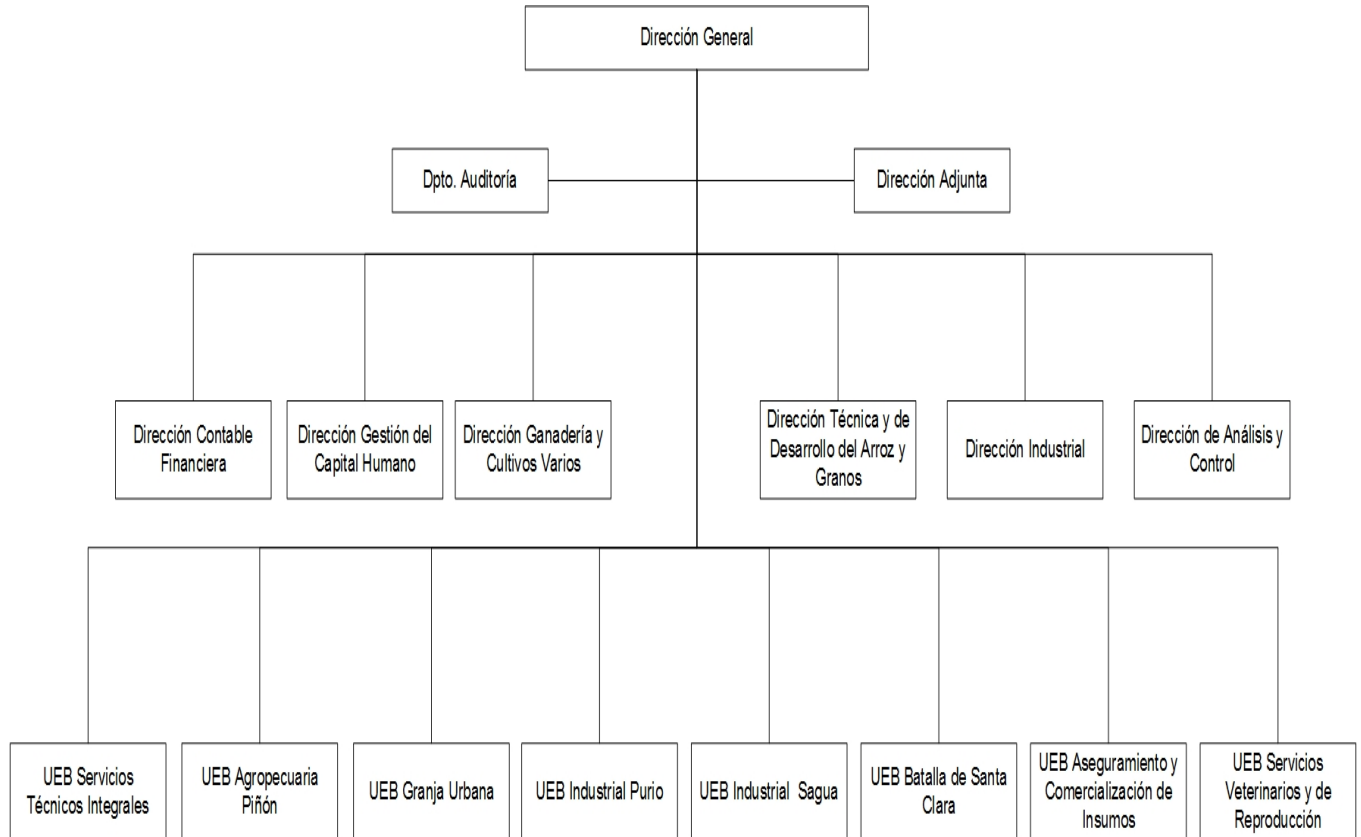 Dirección General
Dpto. Auditoría
Dirección Adjunta
Dirección Contable
Financiera
Dirección Gestión del
Capital Humano
Dirección Ganadería y
Cultivos Varios
Dirección Técnica y de
Desarrollo del Arroz y
Granos
Dirección Industrial
Dirección de Análisis y
Control
UEB Servicios
Técnicos Integrales
UEB Agropecuaria
Piñón
UEB Granja Urbana
UEB Industrial Purio
UEB Industrial Sagua
UEB Batalla de Santa
Clara
UEB Aseguramiento y
Comercialización de
Insumos
UEB Servicios
Veterinarios y de
Reproducción